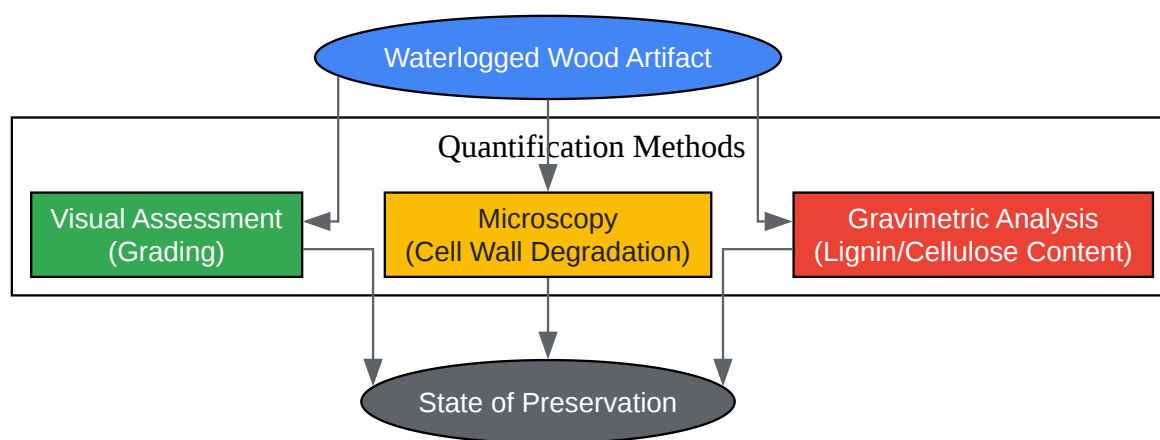 Waterlogged Wood Artifact
Quantification Methods
Visual Assessment
(Grading)
Microscopy
(Cell Wall Degradation)
Gravimetric Analysis
(Lignin/Cellulose Content)
State of Preservation